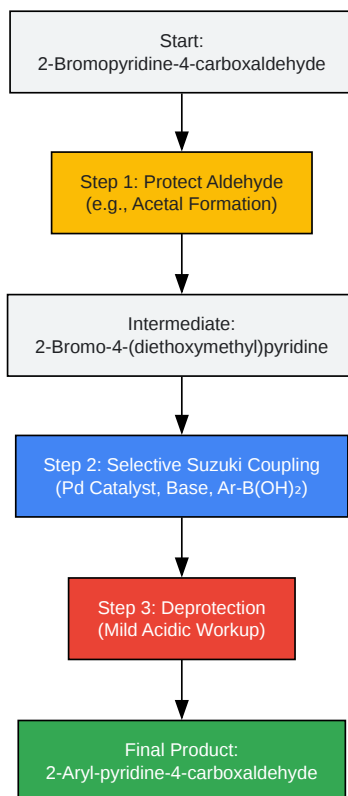 Start:
2-Bromopyridine-4-carboxaldehyde
Step 1: Protect Aldehyde
(e.g., Acetal Formation)
Intermediate:
2-Bromo-4-(diethoxymethyl)pyridine
Step 2: Selective Suzuki Coupling
(Pd Catalyst, Base, Ar-B(OH)₂)
Step 3: Deprotection
(Mild Acidic Workup)
Final Product:
2-Aryl-pyridine-4-carboxaldehyde